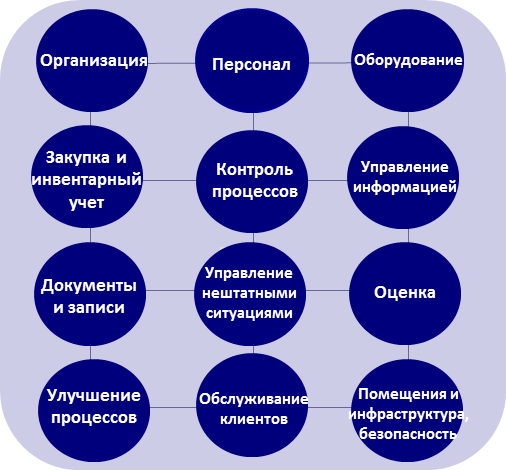 Организация
Персонал
Оборудование
Закупка и
инвентарный
учет
Контроль
процессов
Управление
информацией
Документы
и записи
Управление
нештатными
ситуациями
Оценка
Улучшение
процессов
Обслуживание
клиентов
Помещения и
инфраструктура,
безопасность